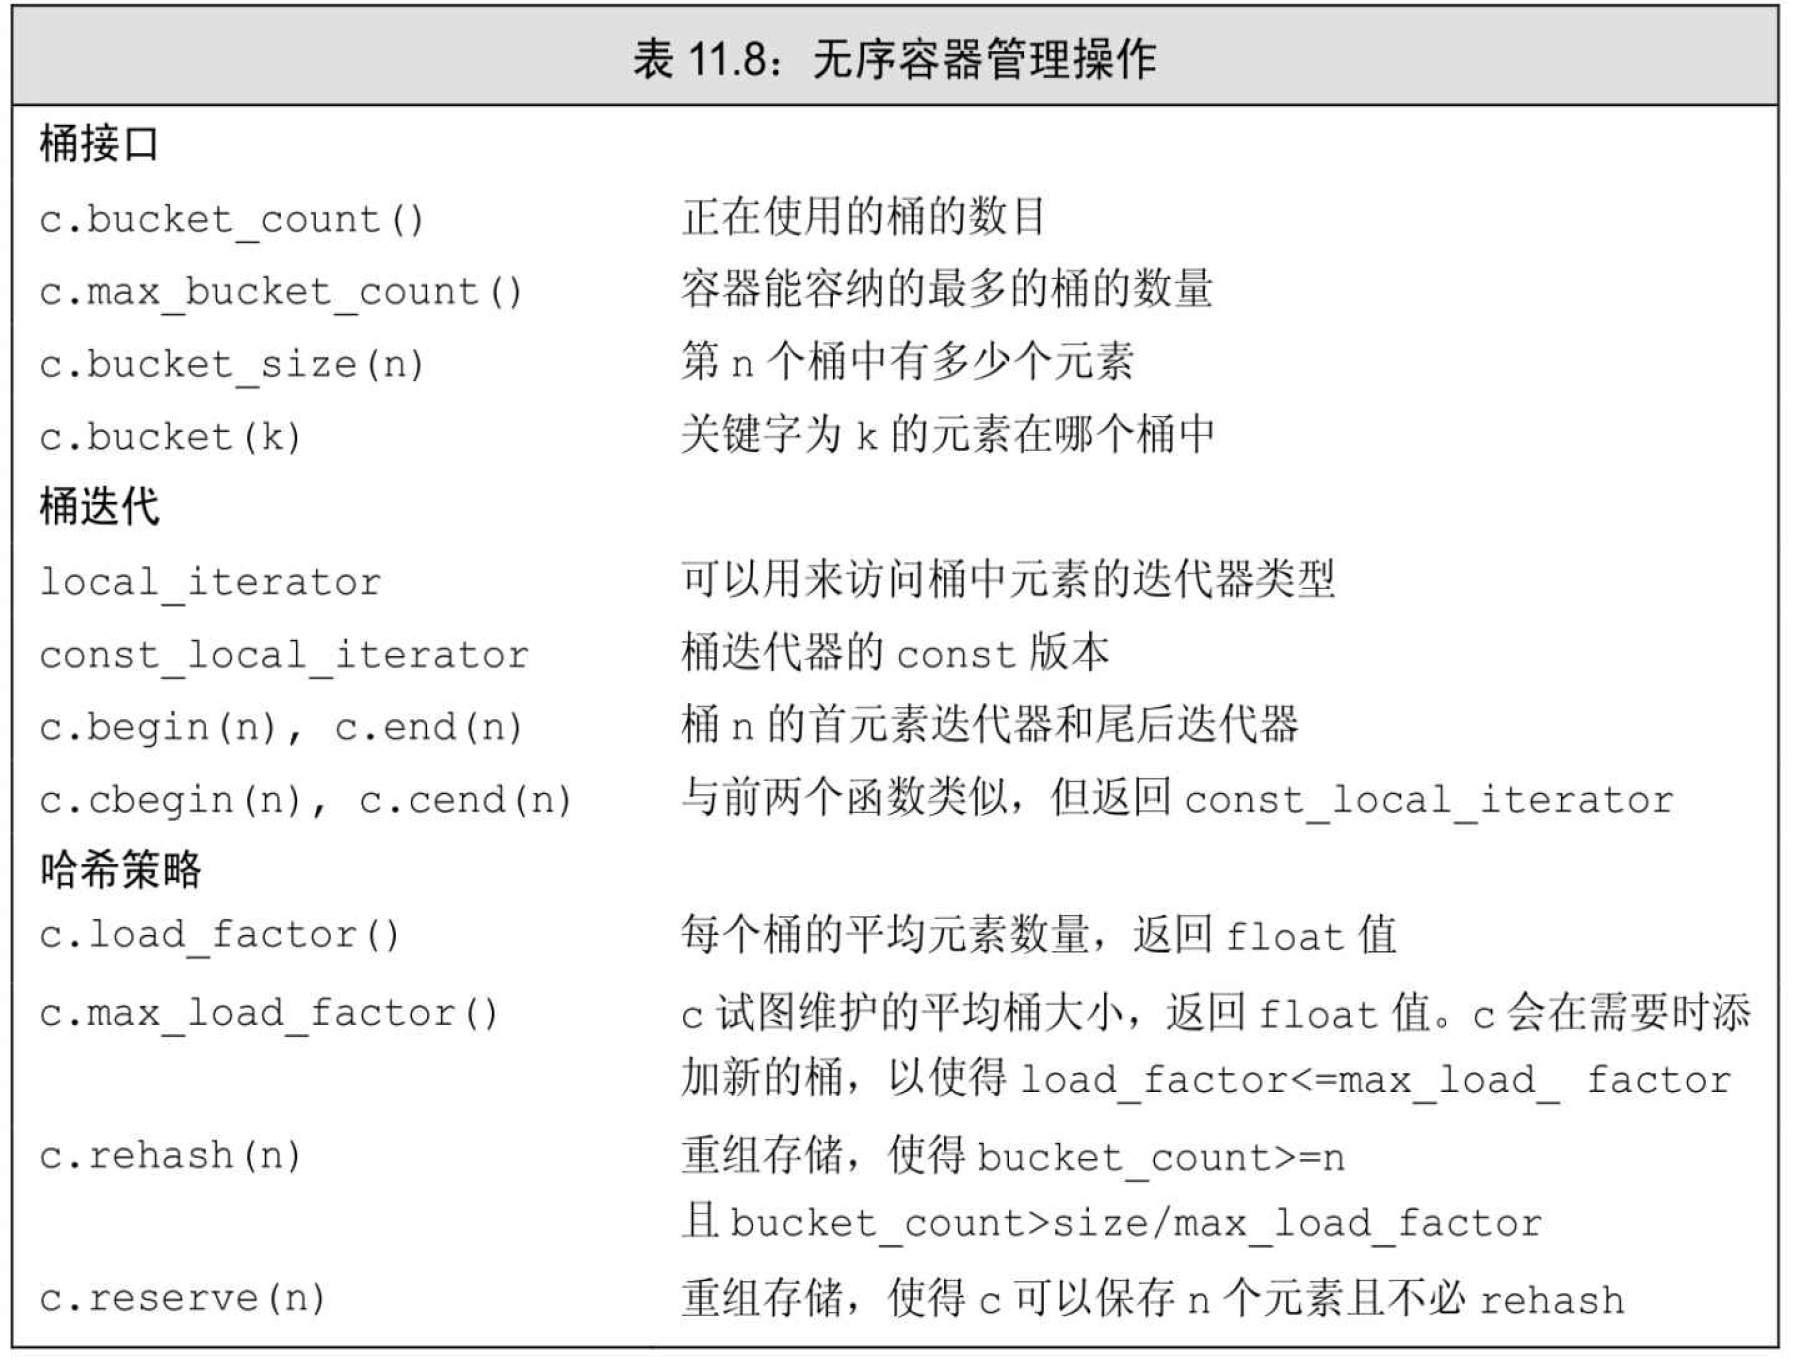 表 11.8：无序容器管理操作
桶接口
c.bucket_count() 正在使用的桶的数目
c.max_bucket_count() 容器能容纳的最多的桶的数量
c.bucket_size(n) 第 n 个桶中有多少个元素
c.bucket(k) 关键字为 k 的元素在哪个桶中
桶迭代
local_iterator 可以用来访问桶中元素的迭代器类型
const_local_iterator 桶迭代器的 const 版本
c.begin(n), c.end(n) 桶 n 的首元素迭代器和尾后迭代器
c.cbegin(n), c.cend(n) 与前两个函数类似，但返回 const_local_iterator
哈希策略
c.load_factor() 每个桶的平均元素数量，返回 float 值
c.max_load_factor() c 试图维护的平均桶大小，返回 float 值。c 会在需要时添
加新的桶，以使得 load_factor<=max_load_ factor
c.rehash(n) 重组存储，使得 bucket_count>=n
且 bucket_count>size/max_load_factor
c.reserve(n) 重组存储，使得 c 可以保存 n 个元素且不必 rehash